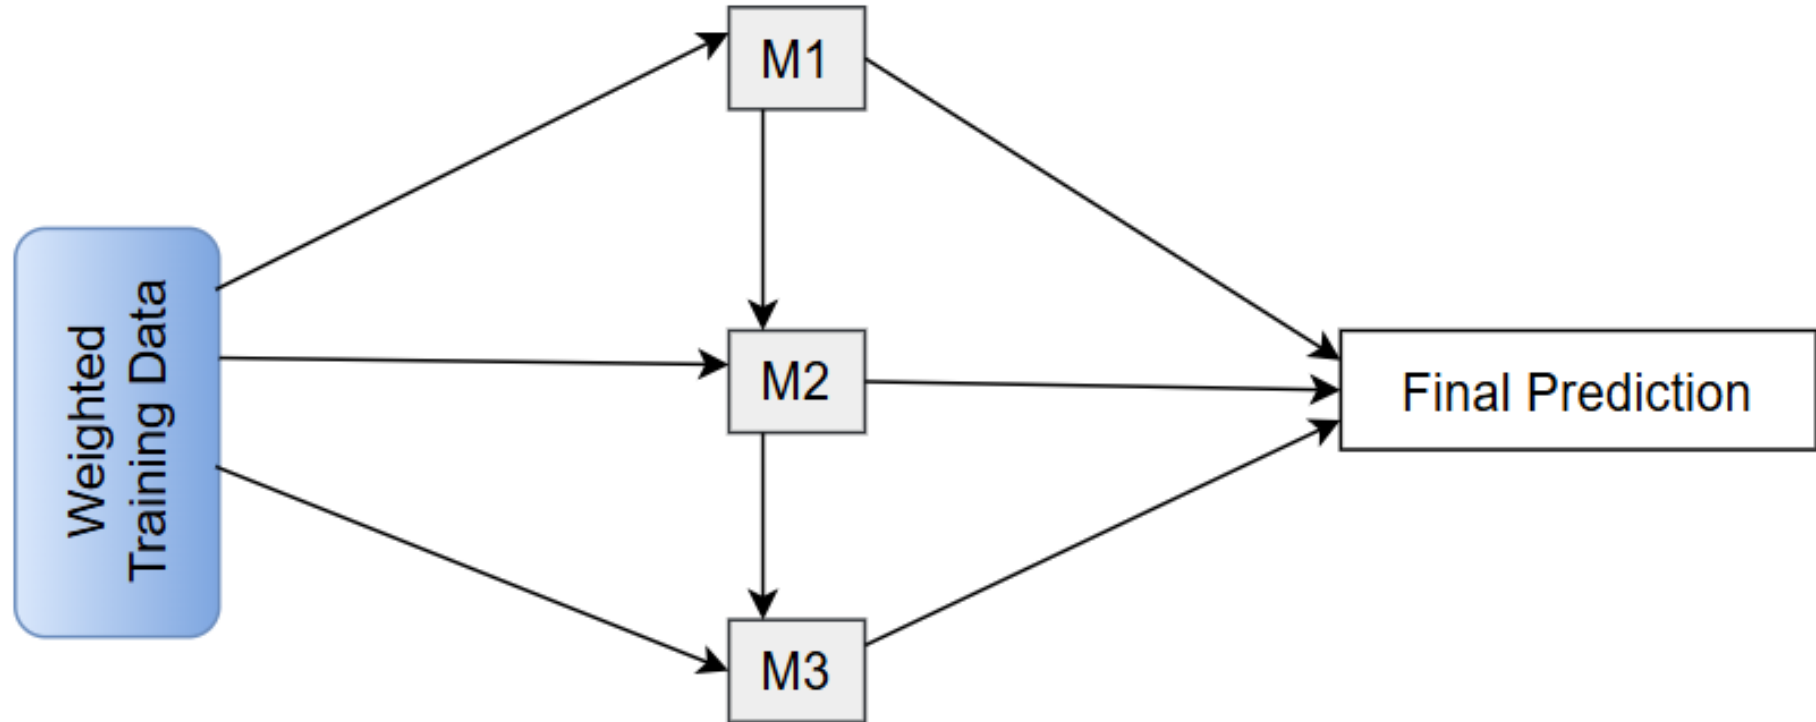 M1
Weighted
Training Data
M2
Final Prediction
M3